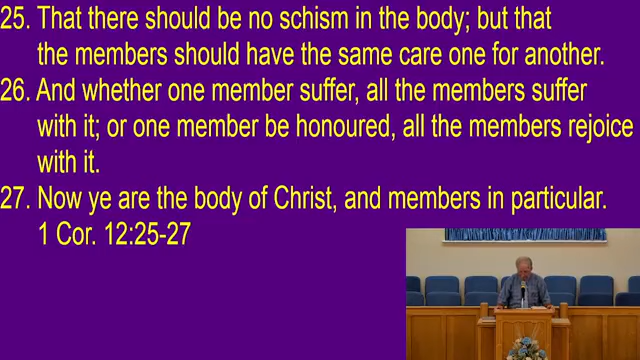 25. That there should be no schism in the body; but that
the members should have the same care one for another.
26. And whether one member suffer, all the members suffer
with it; or one member be honoured, all the members rejoice
with it.
27. Now ye are the body of Christ, and members in particular.
1 Cor. 12:25-27